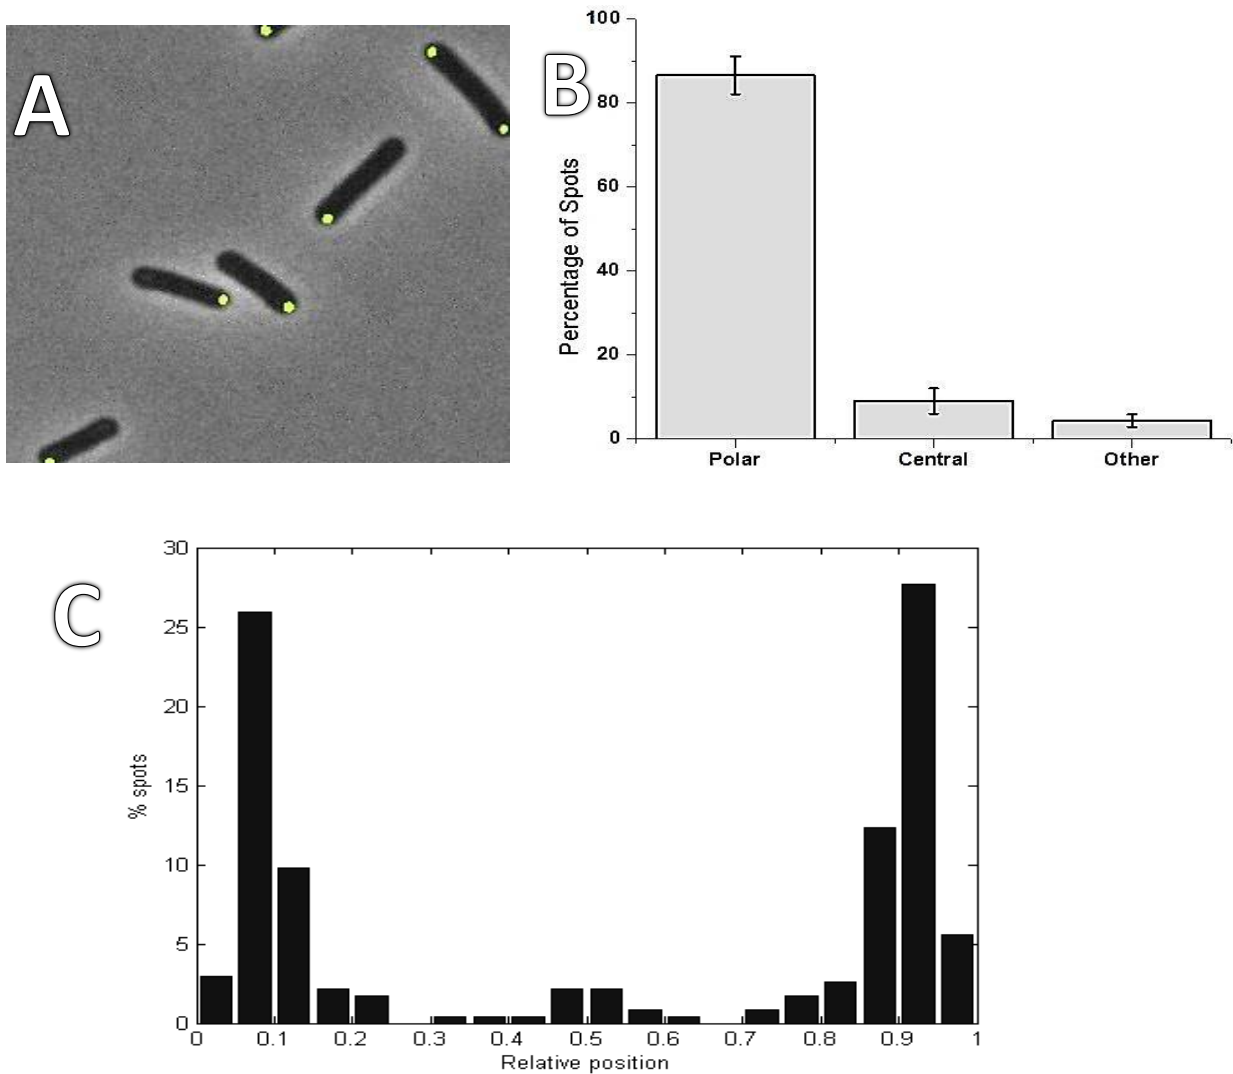 A
B
100
80
60
40
20
0
Percentage of Spots
Polar Central Other
C
30
25
20
15
10
5
0
% spots
0 0.1 0.2 0.3 0.4 0.5 0.6 0.7 0.8 0.9 1
Relative position